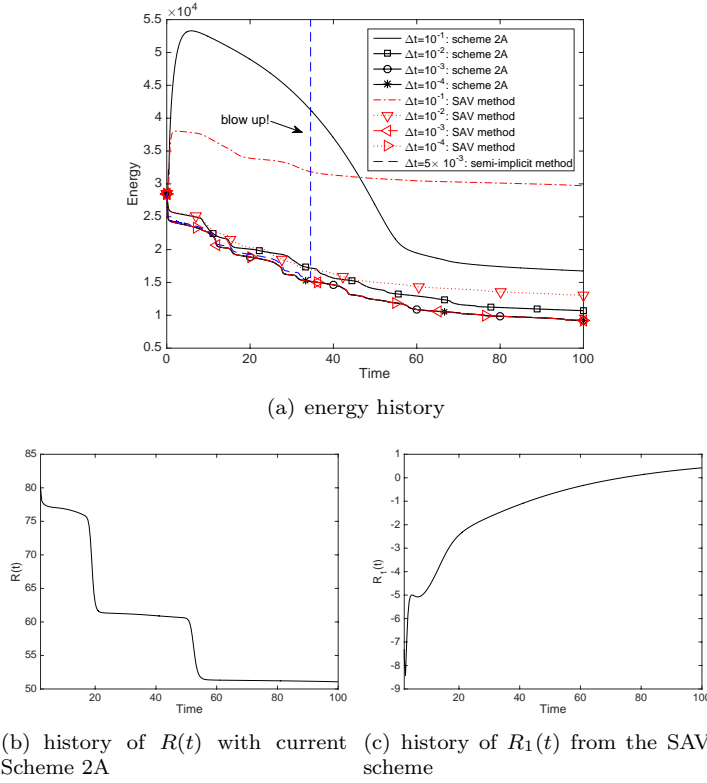 ×10⁴
5.5
5
4.5
4
3.5
3
2.5
2
1.5
1
0.5
Energy
0 20 40 60 80 100
Time
blow up!
Δt=10⁻¹: scheme 2A
Δt=10⁻²: scheme 2A
Δt=10⁻³: scheme 2A
Δt=10⁻⁴: scheme 2A
Δt=10⁻¹: SAV method
Δt=10⁻²: SAV method
Δt=10⁻³: SAV method
Δt=10⁻⁴: SAV method
Δt=5× 10⁻³: semi-implicit method
(a) energy history
85
80
75
70
65
60
55
50
R(t)
20 40 60 80 100
Time
1
0
-1
-2
-3
-4
-5
-6
-7
-8
-9
R₁(t)
20 40 60 80 100
Time
(b) history of R(t) with current
Scheme 2A
(c) history of R₁(t) from the SAV
scheme